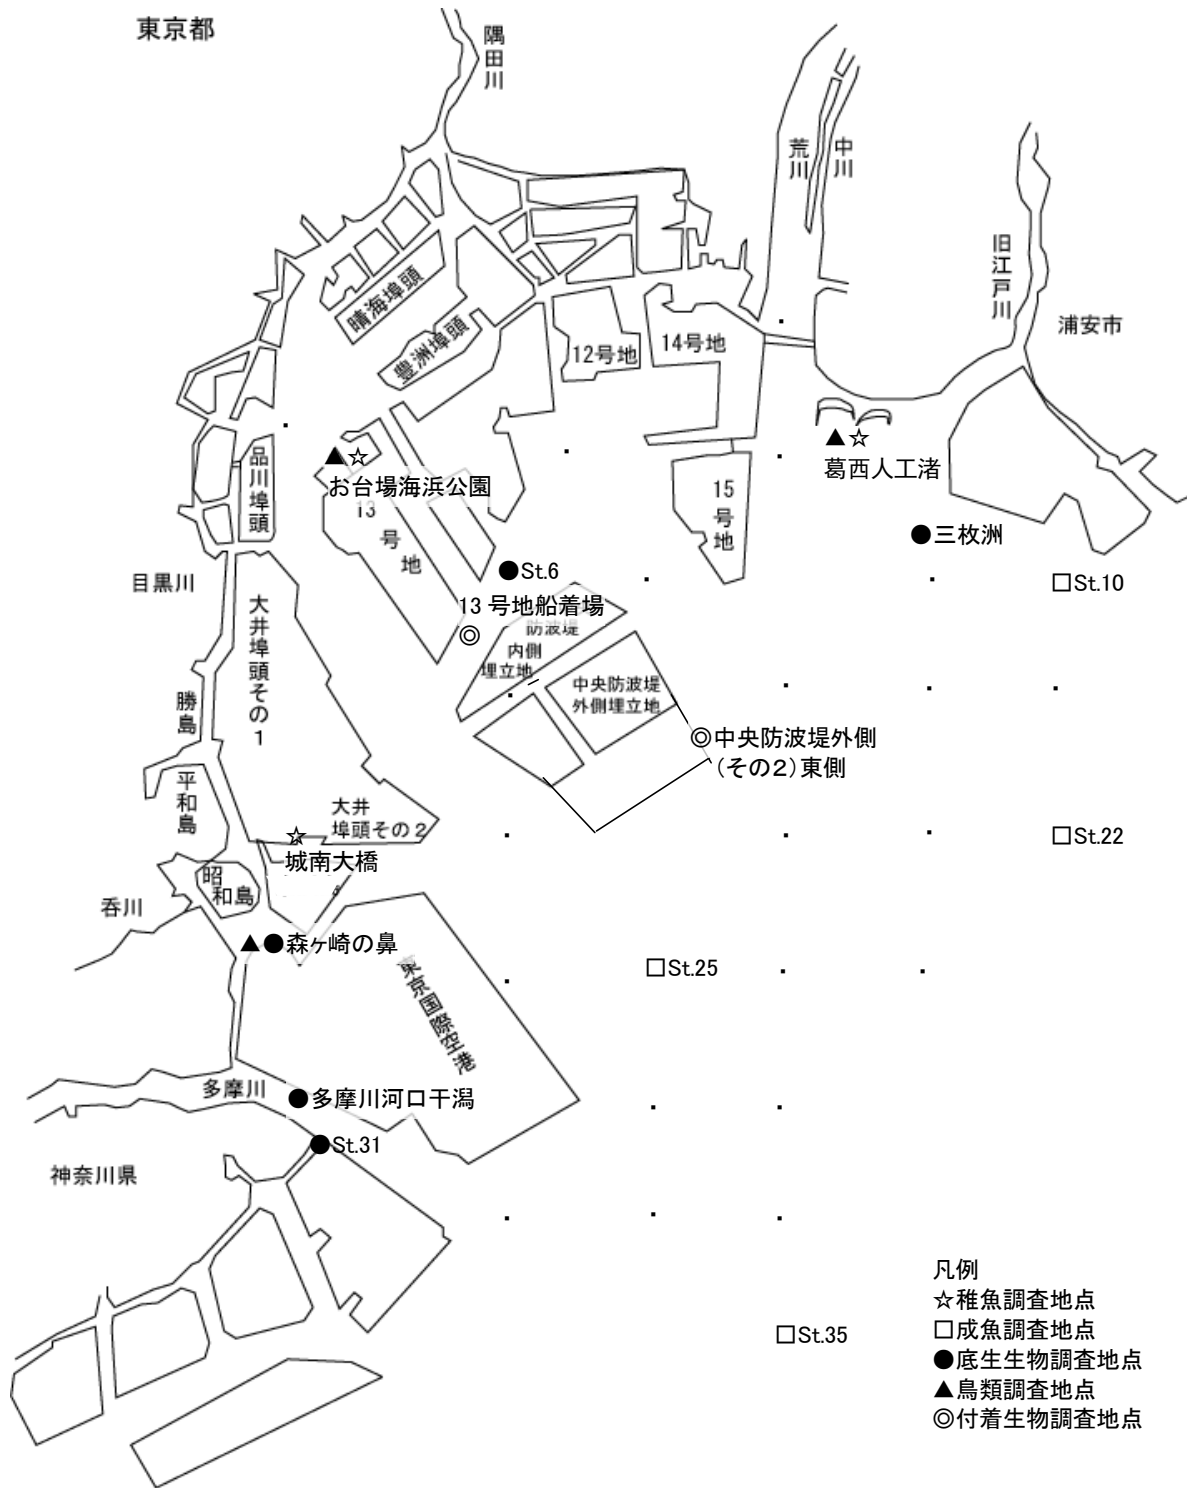 東京都
隅田川
荒川
中川
旧江戸川
浦安市
晴海埠頭
豊洲埠頭
12号地
14号地
▲☆
葛西人工渚
品川埠頭
▲☆
お台場海浜公園
13号地
15号地
●三枚洲
目黒川
●St.6
□St.10
大井埠頭その1
13号地船着場
◎
防波堤
内側
埋立地
中央防波堤
外側埋立地
勝島
◎中央防波堤外側
(その2)東側
平和島
大井
埠頭その2
☆
城南大橋
□St.22
昭和島
呑川
▲●森ヶ崎の鼻
□St.25
東京国際空港
多摩川
●多摩川河口干潟
●St.31
神奈川県
□St.35
凡例
☆稚魚調査地点
□成魚調査地点
●底生生物調査地点
▲鳥類調査地点
◎付着生物調査地点